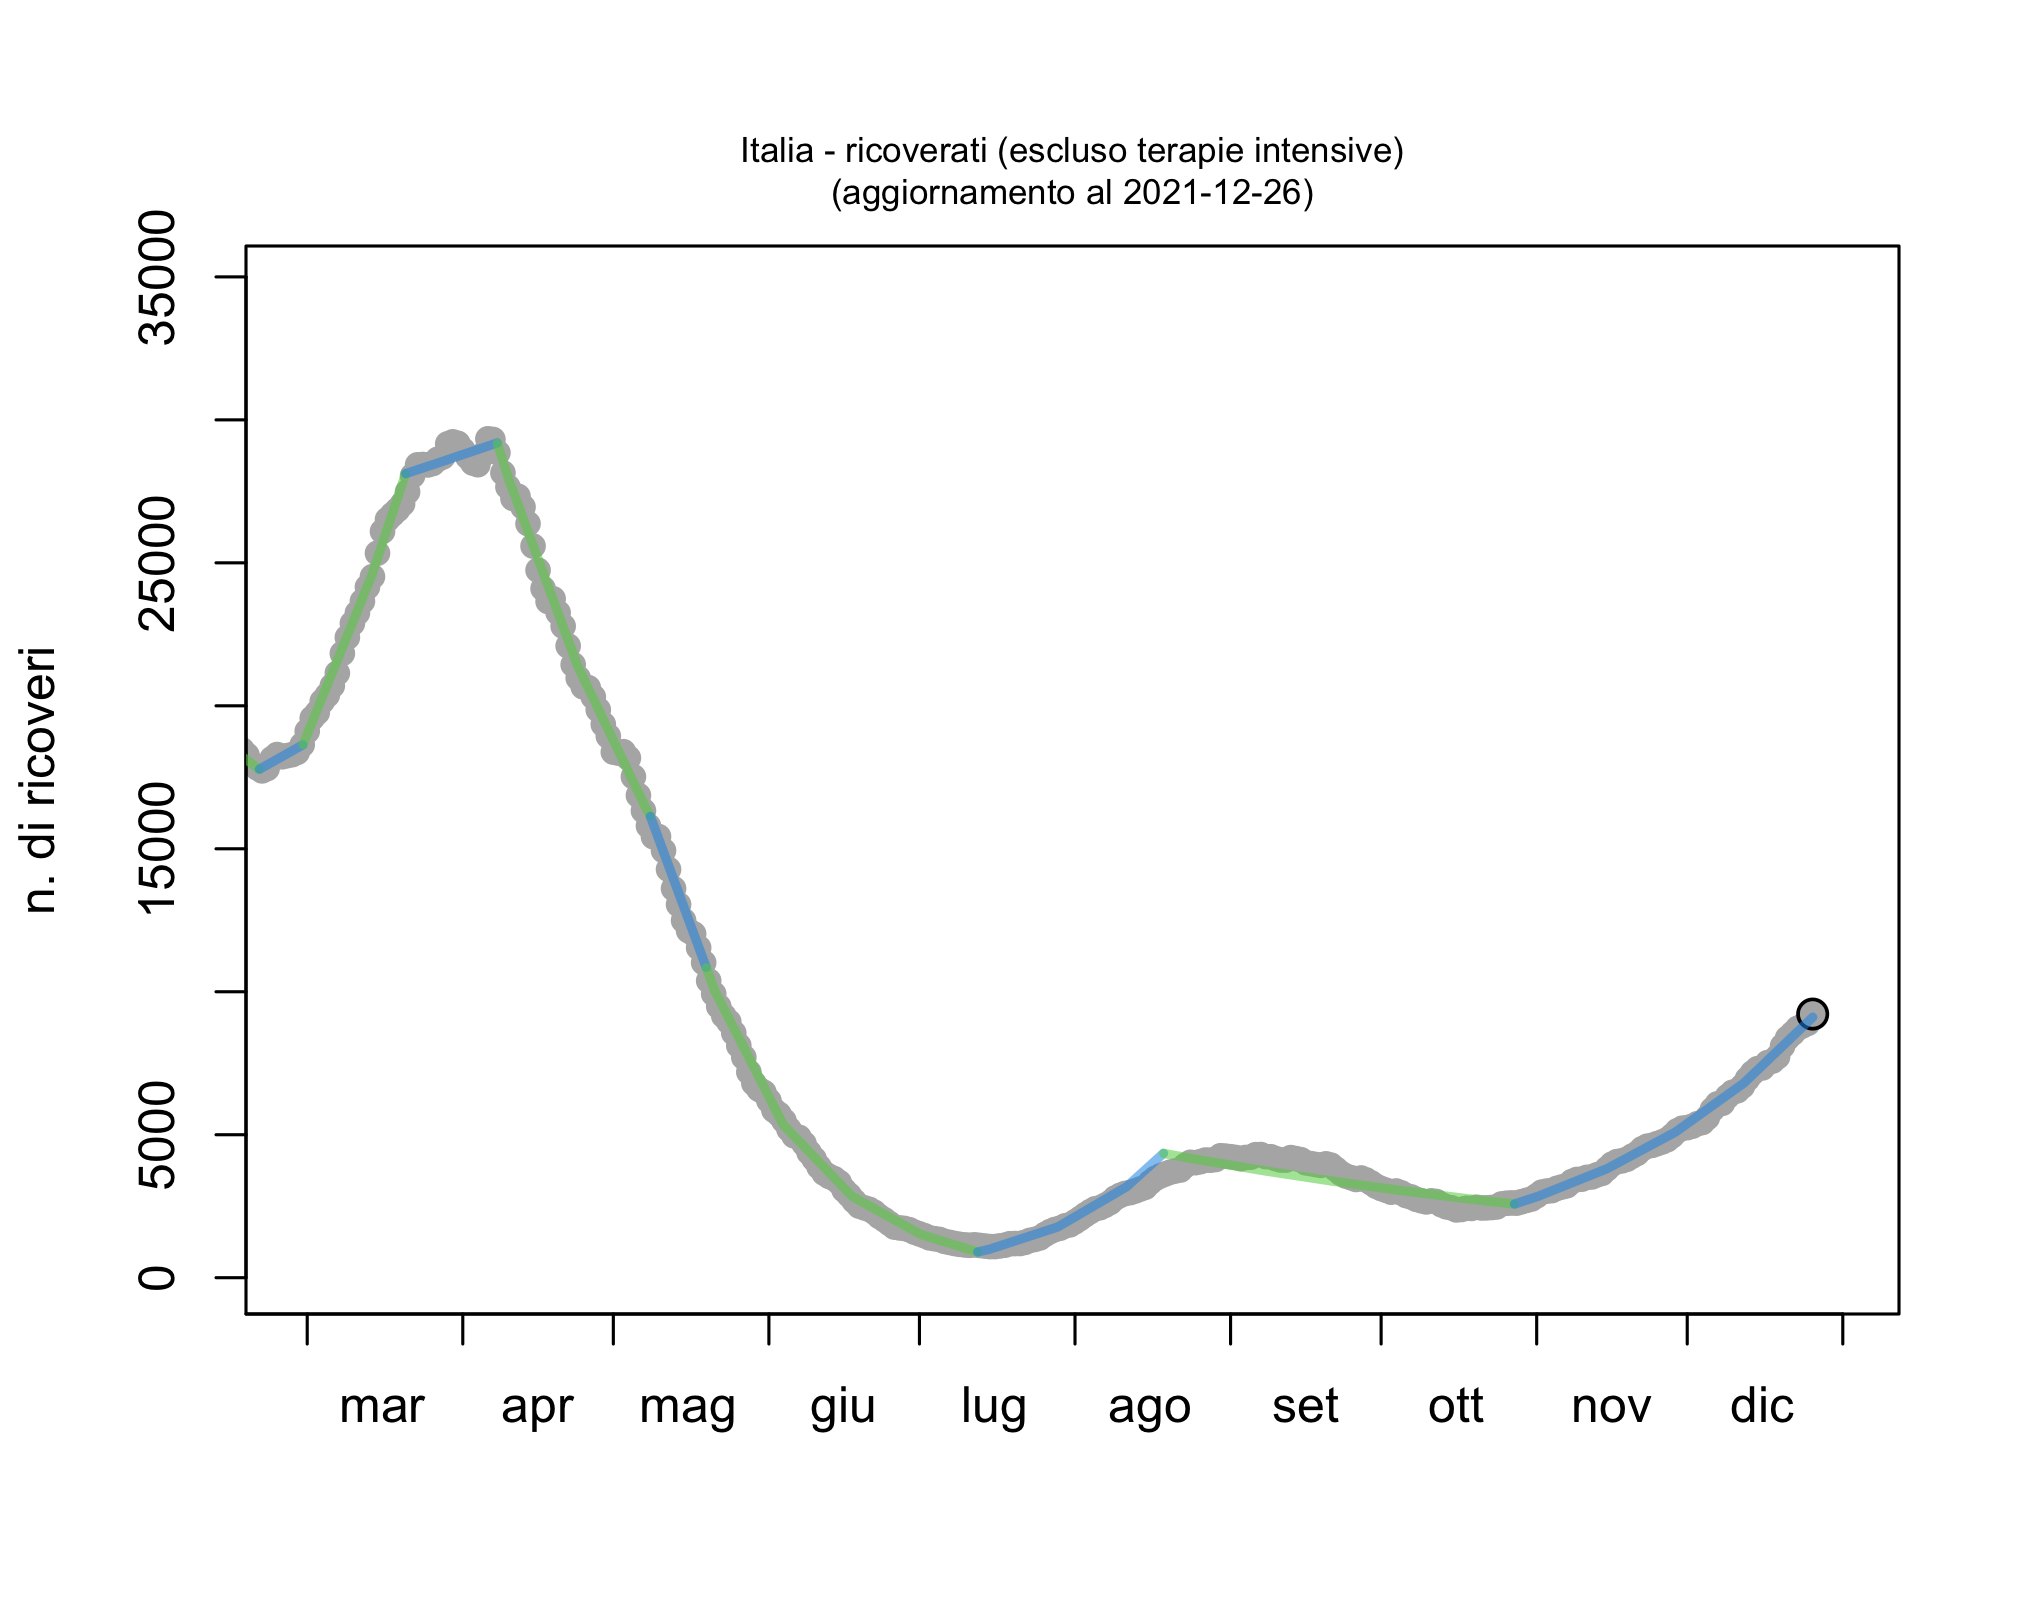 Italia - ricoverati (escluso terapie intensive)
(aggiornamento al 2021-12-26)
n. di ricoveri
35000
25000
15000
5000
0
mar apr mag giu lug ago set ott nov dic